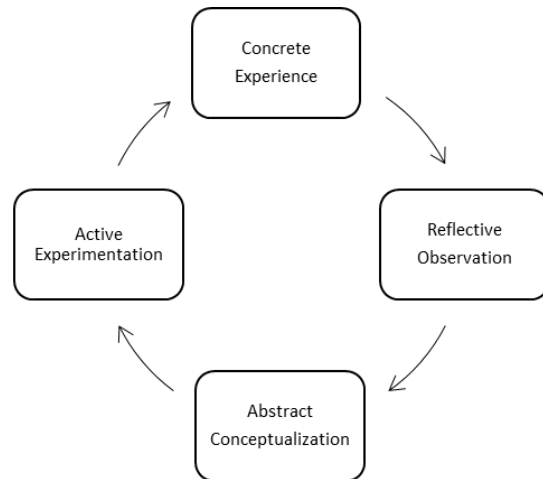 Concrete
Experience
Reflective
Observation
Abstract
Conceptualization
Active
Experimentation